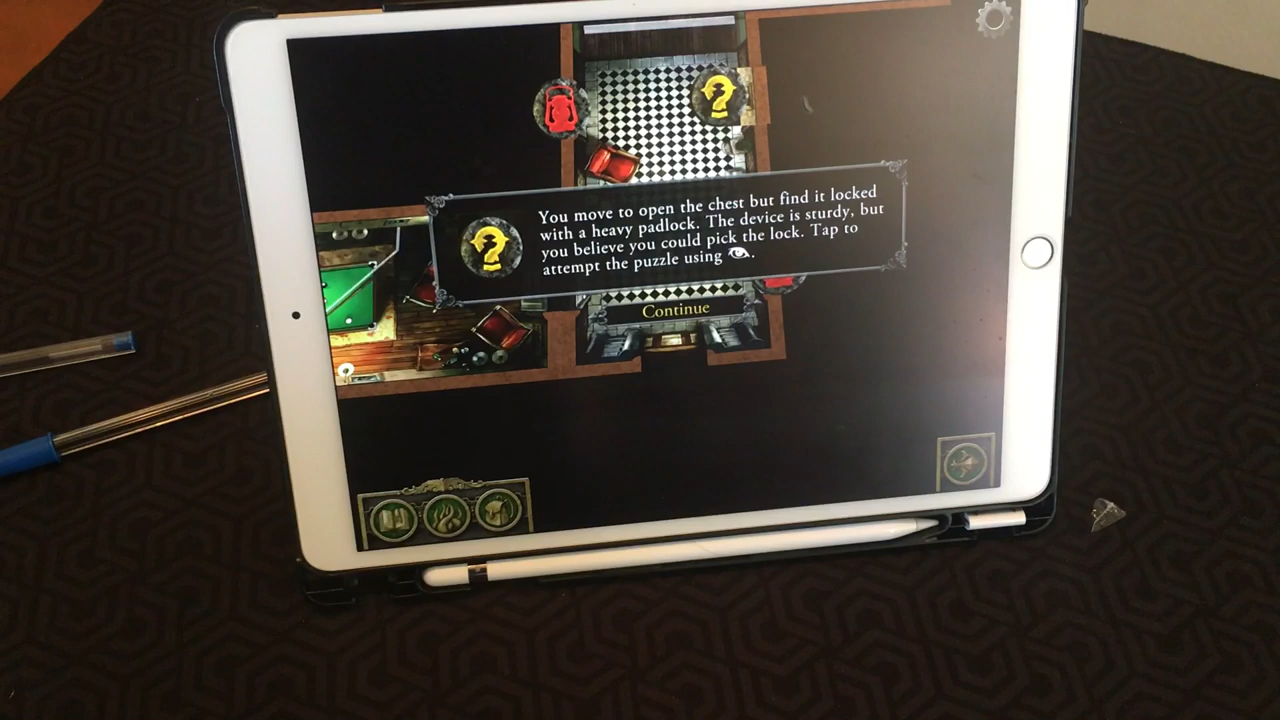 You move to open the chest but find it locked
with a heavy padlock. The device is sturdy, but
you believe you could pick the lock. Tap to
attempt the puzzle using .
Continue